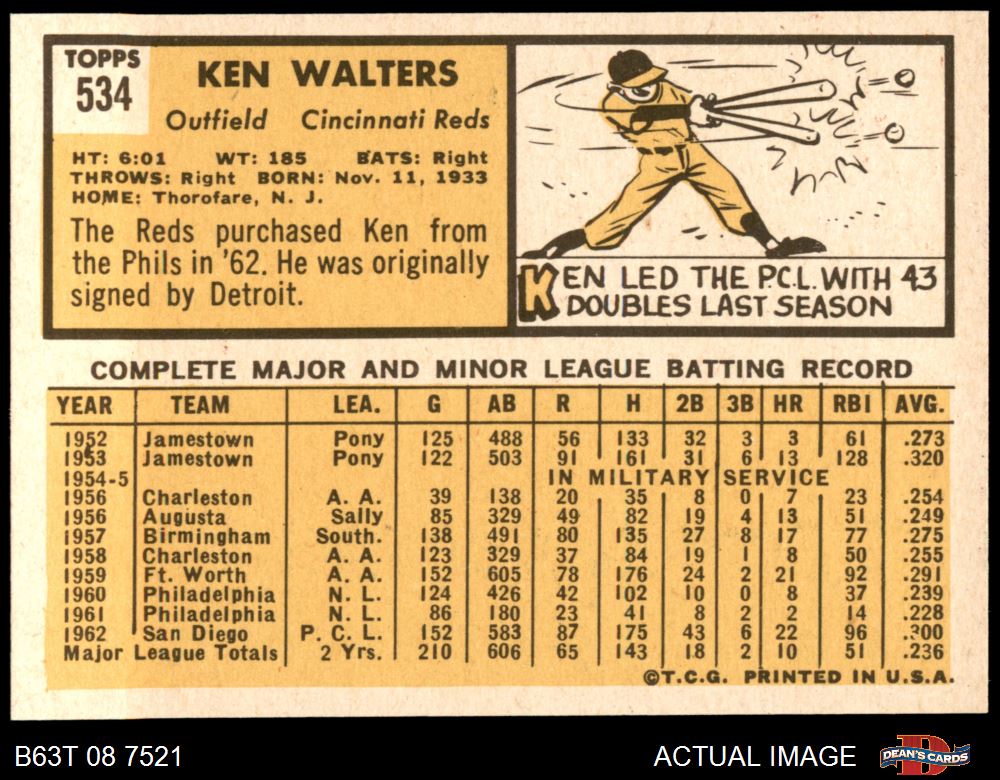 TOPPS
534
KEN WALTERS
Outfield Cincinnati Reds
HT: 6:01 WT: 185 BATS: Right
THROWS: Right BORN: Nov. 11, 1933
HOME: Thorofare, N. J.
The Reds purchased Ken from
the Phils in '62. He was originally
signed by Detroit.
KEN LED THE P.C.L. WITH 43
DOUBLES LAST SEASON
COMPLETE MAJOR AND MINOR LEAGUE BATTING RECORD
YEAR TEAM LEA. G AB R H 2B 3B HR RBI AVG.
1952 Jamestown Pony 125 488 56 133 32 3 3 61 .273
1953 Jamestown Pony 122 503 91 161 31 6 13 128 .320
1954-5 IN MILITARY SERVICE
1956 Charleston A. A. 39 138 20 35 8 0 7 23 .254
1956 Augusta Sally 85 329 49 82 19 4 13 51 .249
1957 Birmingham South. 138 491 80 135 27 8 17 77 .275
1958 Charleston A. A. 123 329 37 84 19 1 8 50 .255
1959 Ft. Worth A. A. 152 605 78 176 24 2 21 92 .291
1960 Philadelphia N. L. 124 426 42 102 10 0 8 37 .239
1961 Philadelphia N. L. 86 180 23 41 8 2 2 14 .228
1962 San Diego P. C. L. 152 583 87 175 43 6 22 96 .300
Major League Totals 2 Yrs. 210 606 65 143 18 2 10 51 .236
©T.C.G. PRINTED IN U.S.A.
B63T 08 7521 ACTUAL IMAGE DEAN'S CARDS